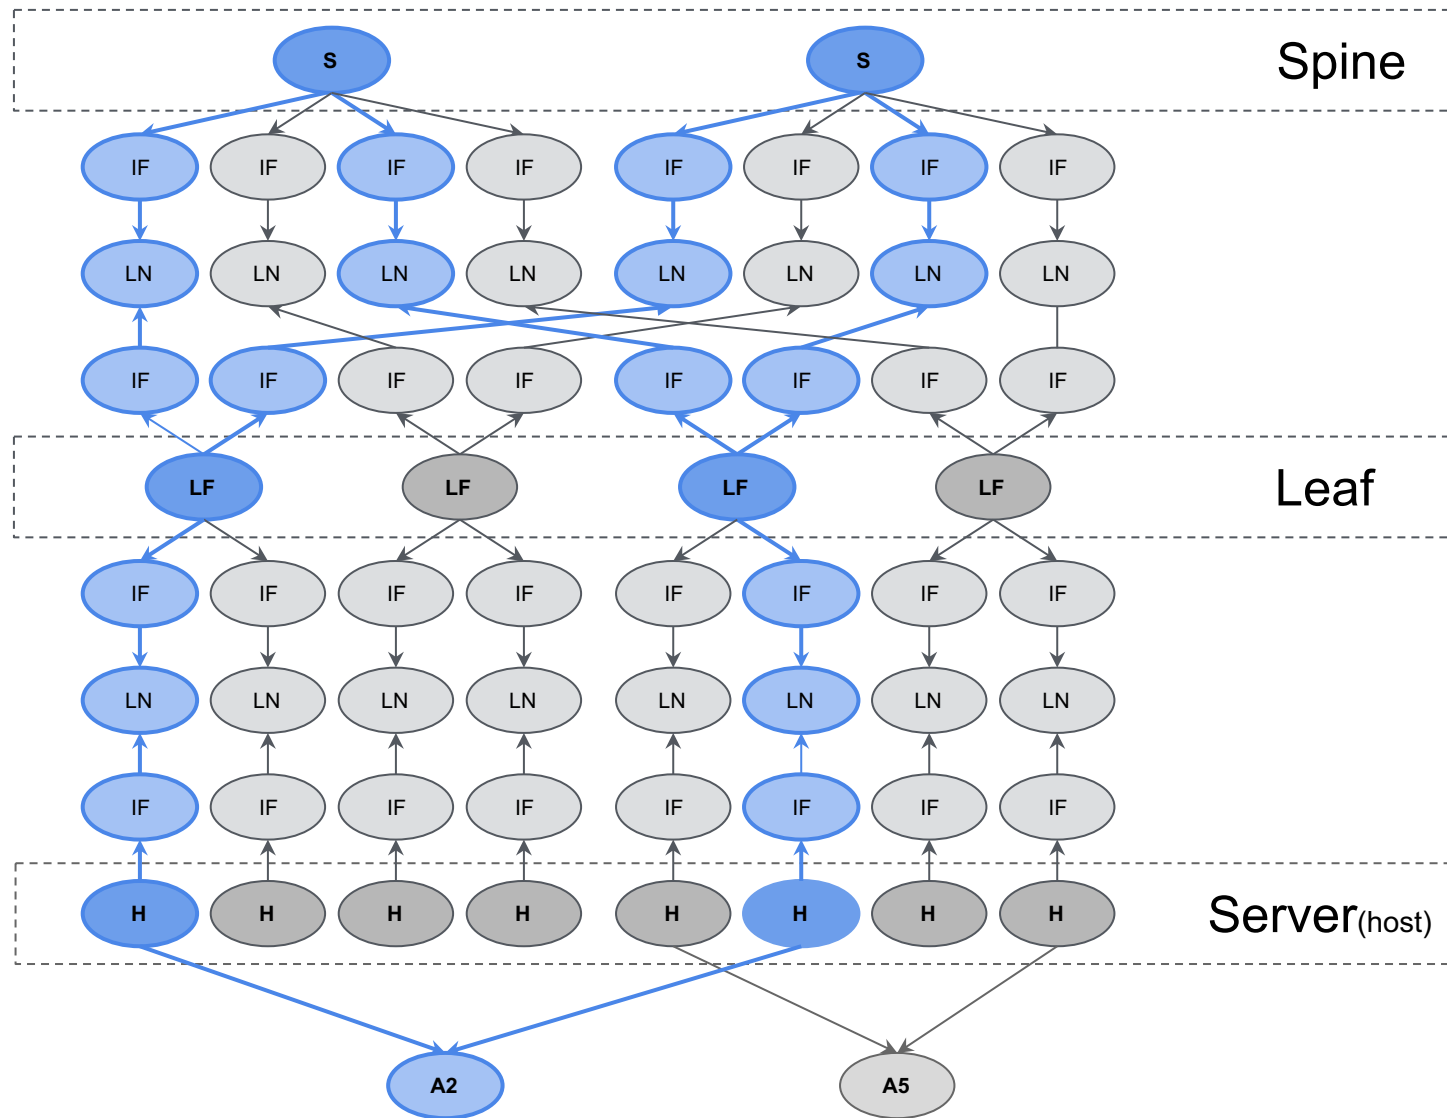 S S Spine
IF IF IF IF IF IF IF IF
LN LN LN LN LN LN LN LN
IF IF IF IF IF IF IF IF
LF LF LF LF Leaf
IF IF IF IF IF IF IF IF
LN LN LN LN LN LN LN LN
IF IF IF IF IF IF IF IF
H H H H H H H H Server(host)
A2 A5